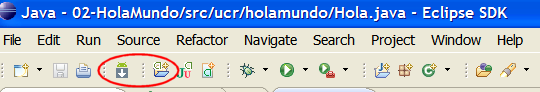 Java - 02-HolaMundo/src/ucr/holamundo/Hola.java - Eclipse SDK
File Edit Run Source Refactor Navigate Search Project Window Help